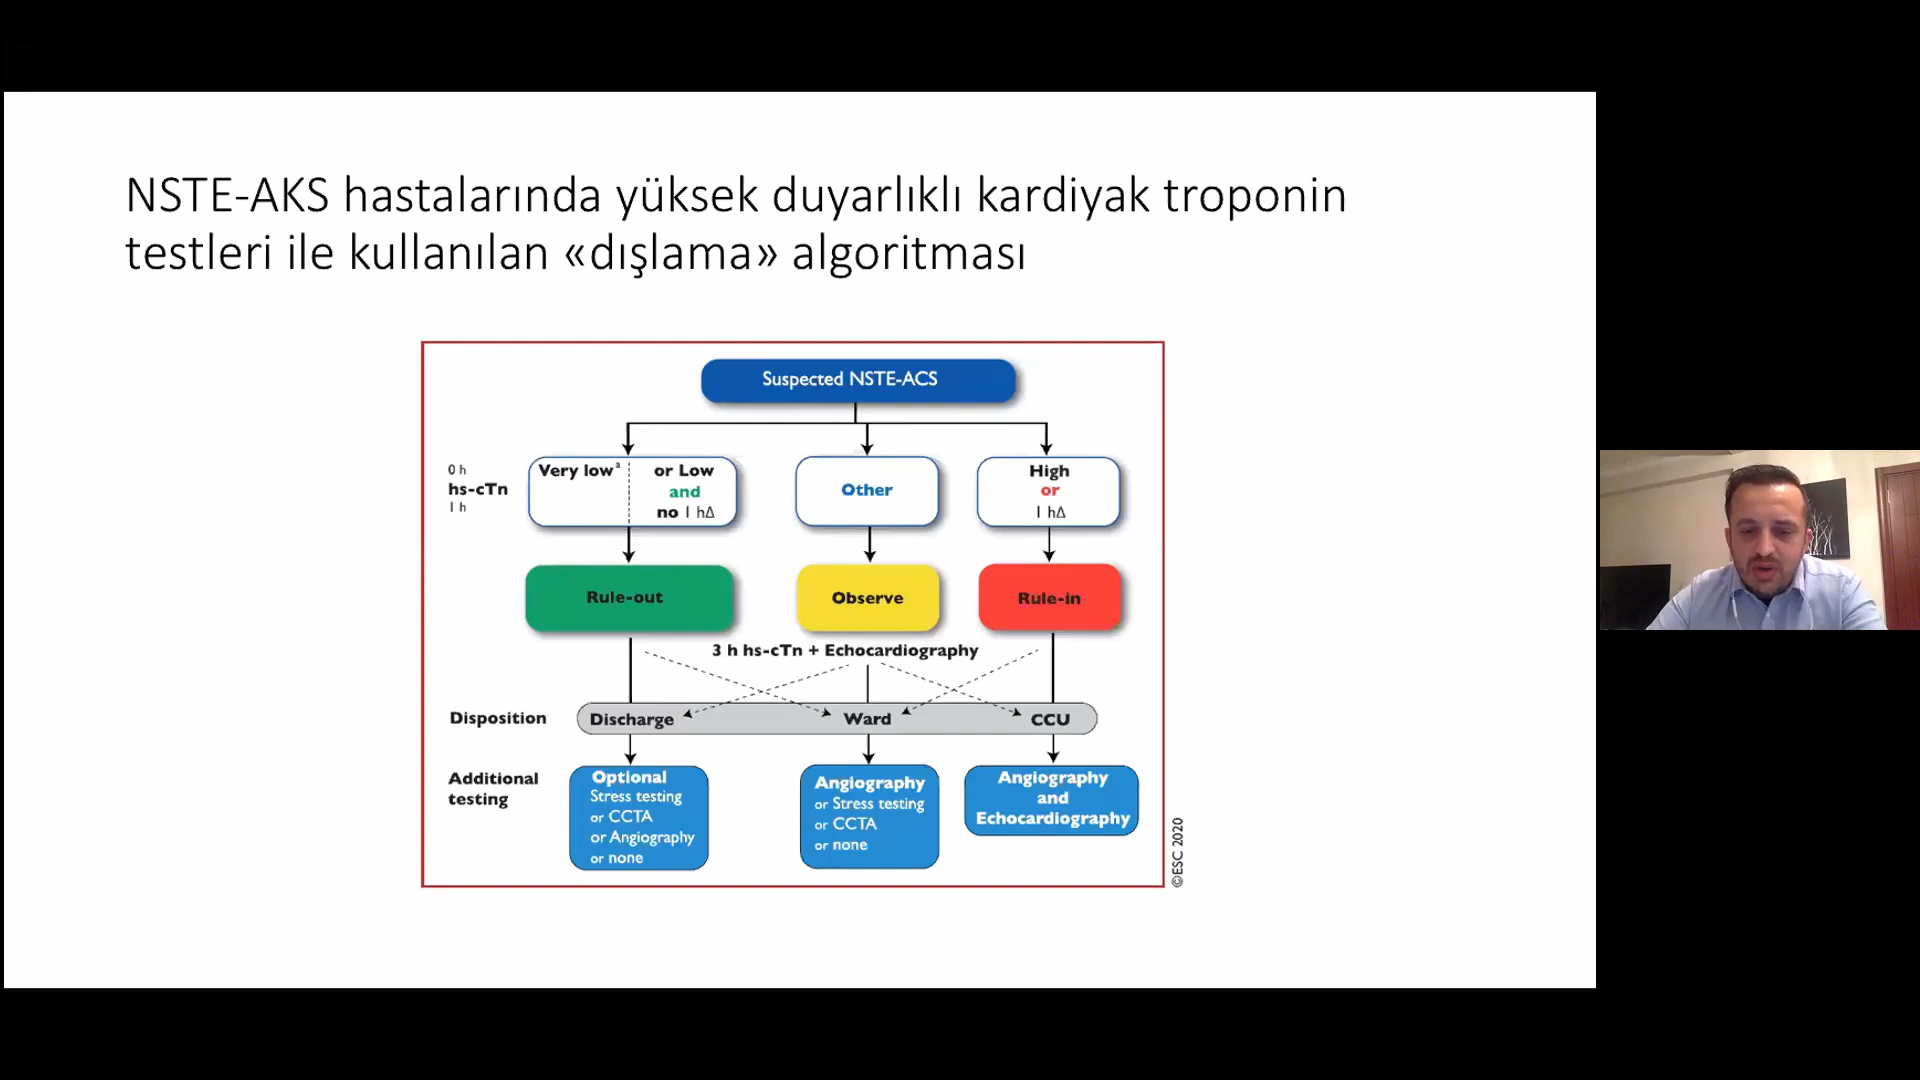 NSTE-AKS hastalarında yüksek duyarlıklı kardiyak troponin
testleri ile kullanılan «dışlama» algoritması
Suspected NSTE-ACS
0 h
hs-cTn
1 h
Very lowᵃ
or Low
and
no 1 hΔ
Other
High
or
1 hΔ
Rule-out
Observe
Rule-in
3 h hs-cTn + Echocardiography
Disposition
Discharge
Ward
CCU
Additional
testing
Optional
Stress testing
or CCTA
or Angiography
or none
Angiography
or Stress testing
or CCTA
or none
Angiography
and
Echocardiography
©ESC 2020